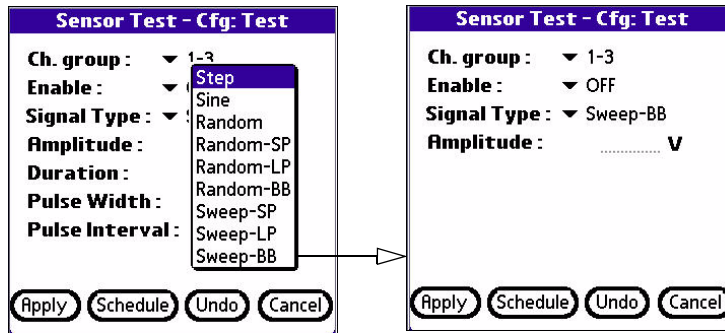 Sensor Test - Cfg: Test
Ch. group : 1-3
Enable :
Signal Type :
Amplitude :
Duration :
Pulse Width :
Pulse Interval :
Step
Sine
Random
Random-SP
Random-LP
Random-BB
Sweep-SP
Sweep-LP
Sweep-BB
Apply Schedule Undo Cancel
Sensor Test - Cfg: Test
Ch. group : 1-3
Enable : OFF
Signal Type : Sweep-BB
Amplitude : V
Apply Schedule Undo Cancel